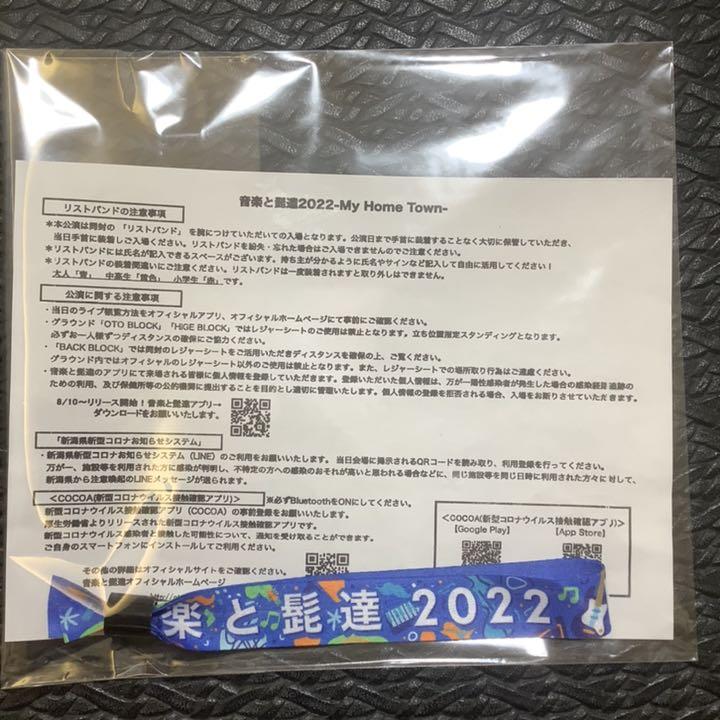 音楽と髭達2022-My Home Town-
リストバンドの注意事項
*本公演は同封の「リストバンド」を腕につけていただいての入場となります。公演日まで手首に装着することなく大切に保管していただき、
当日手首に装着しご入場ください。リストバンドを紛失・忘れた場合はご入場できませんのでご注意ください。
*リストバンドには氏名が記入できるスペースがございます。持ち主が分かるように氏名やサインなど記入して自由に活用してください！
*リストバンドの装着間違いにご注意ください。リストバンドは一度装着されますと取り外しはできません。
大人「青」 中高生「黄色」 小学生「赤」です。
公演に関する注意事項
・当日のライブ観覧方法をオフィシャルアプリ、オフィシャルホームページにて事前にご確認ください。
・グラウンド「OTO BLOCK」「HIGE BLOCK」ではレジャーシートのご使用は禁止となります。立ち位置指定スタンディングとなります。
必ずお一人様ずつディスタンスの確保にご協力ください。
・「BACK BLOCK」では同封のレジャーシートをご活用いただきディスタンスを確保の上、ご覧ください。
グラウンド内ではオフィシャルのレジャーシート以外のご使用は禁止となります。また、レジャーシートでの場所取り行為はご遠慮ください。
・音楽と髭達のアプリにて来場される皆様に個人情報を登録していただきます。登録いただいた個人情報は、万が一陽性感染者が発生した場合の感染経路追跡の
ための利用、及び保健所等の公的機関に提出することを目的とし適切に管理いたします。個人情報の登録を拒否される場合、入場をお断りさせていただきます。
8/10〜リリース開始！音楽と髭達アプリ→
ダウンロードをお願いいたします。
「新潟県新型コロナお知らせシステム」
・新潟県新型コロナお知らせシステム（LINE）のご利用をお願いいたします。 当日会場に掲示されるQRコードを読み取り、利用登録を行ってください。
万が一、施設等を利用された方に感染が判明し、不特定の方への感染のおそれが高いと思われる場合などに、同じ施設等を同じ日時に利用された方々に対して、
新潟県から注意喚起のLINEメッセージが送られます。
<COCOA(新型コロナウイルス接触確認アプリ)> ※必ずBluetoothをONにしてください。
新型コロナウイルス接触確認アプリ（COCOA）の事前登録をお願いいたします。
厚生労働省よりリリースされた新型コロナウイルス接触確認アプリです。
新型コロナウイルス感染者と接触した可能性について、通知を受け取ることができます。
ご自身のスマートフォンにインストールしてご利用ください。
<COCOA(新型コロナウイルス接触確認アプリ)>
【Google Play】 【App Store】
その他の詳細はオフィシャルサイトをご確認ください。
音楽と髭達オフィシャルホームページ
楽と髭達 2022